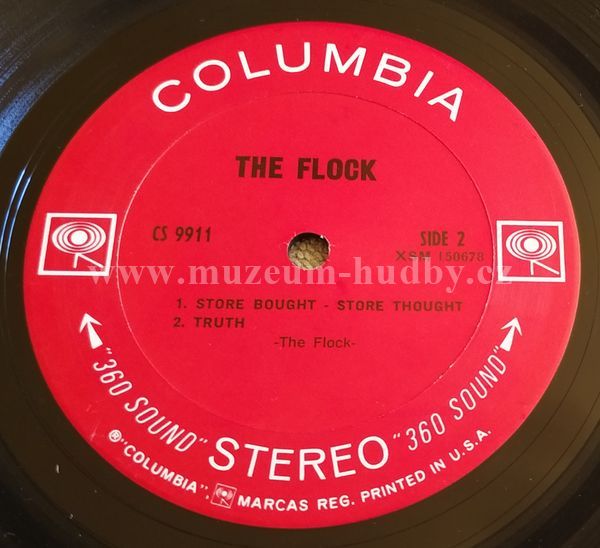 COLUMBIA
THE FLOCK
CS 9911
SIDE 2
XSM 150678
www.muzeum-hudby.cz
1. STORE BOUGHT - STORE THOUGHT
2. TRUTH
-The Flock-
"360 SOUND" STEREO "360 SOUND"
® "COLUMBIA", MARCAS REG. PRINTED IN U.S.A.